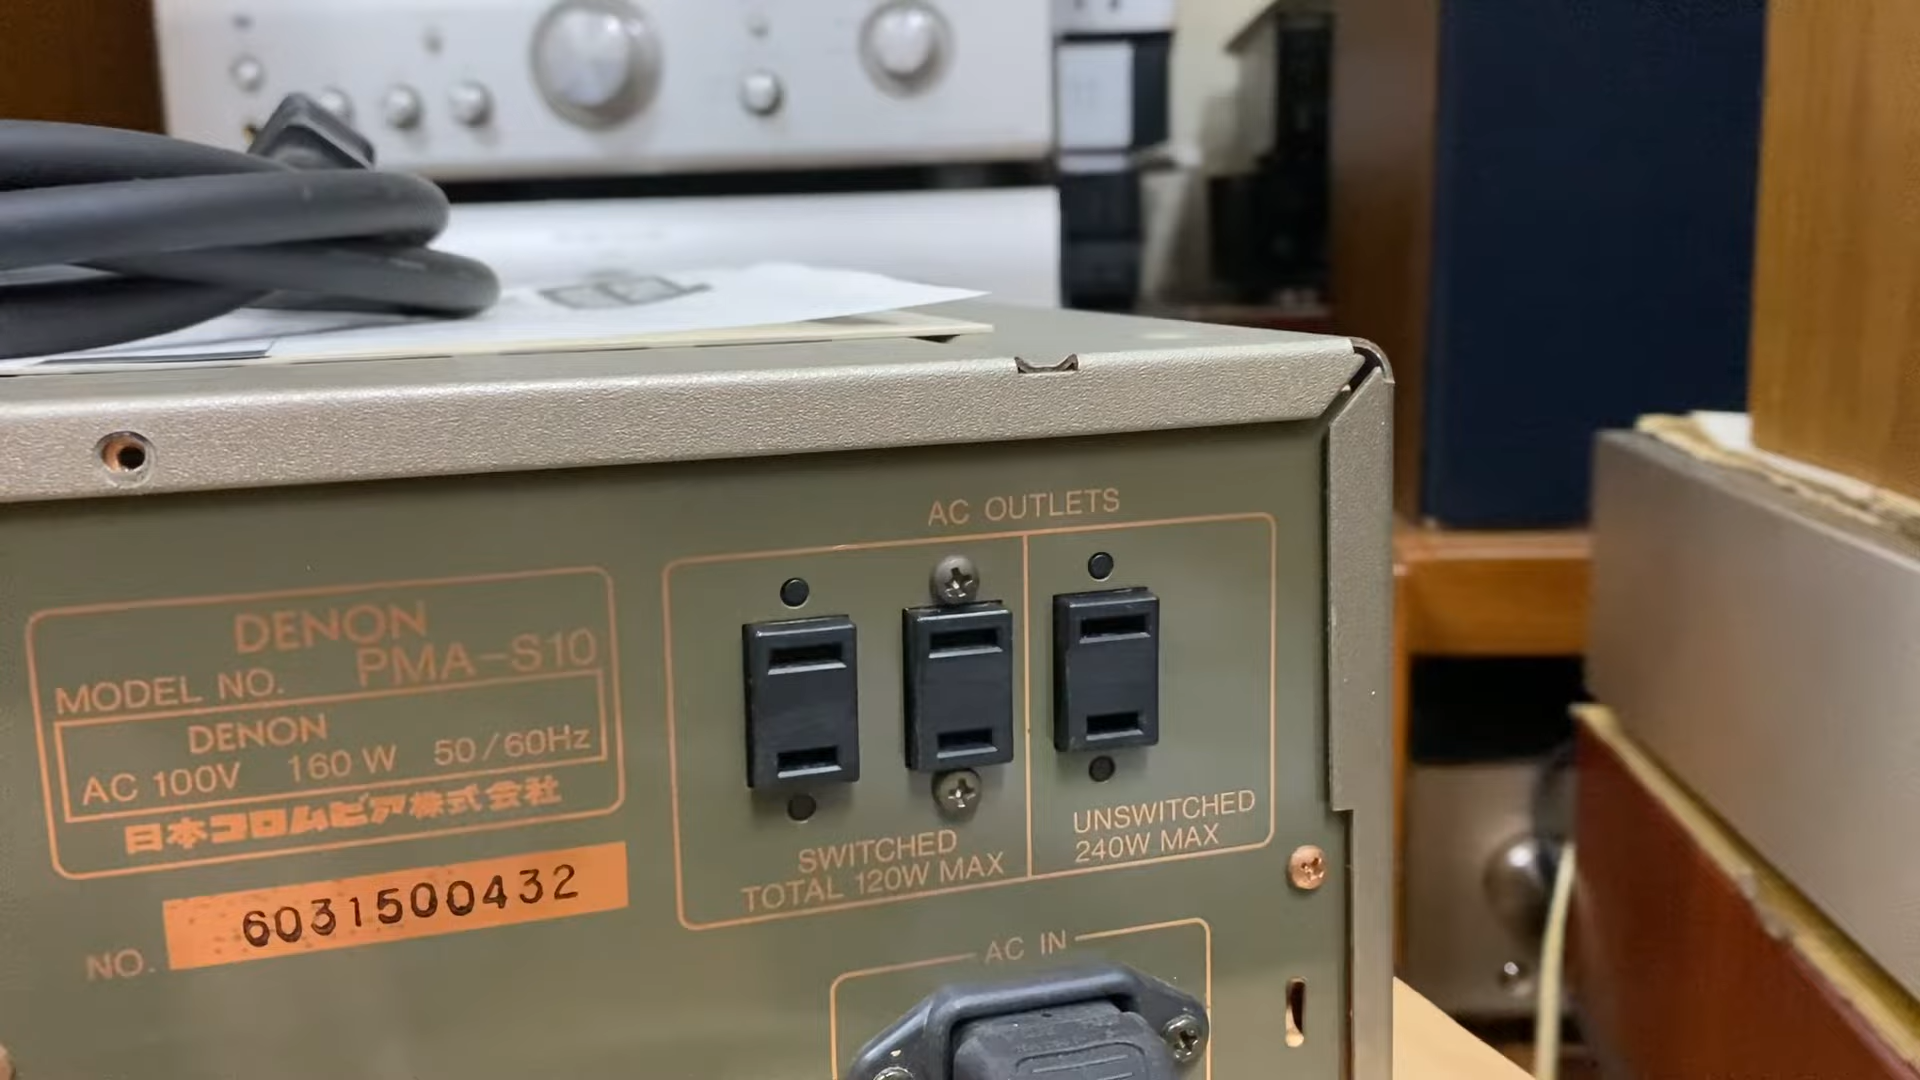 DENON
MODEL NO. PMA-S10
DENON
AC 100V 160W 50/60Hz
日本コロムビア株式会社
NO. 6031500432
AC OUTLETS
SWITCHED
TOTAL 120W MAX
UNSWITCHED
240W MAX
AC IN